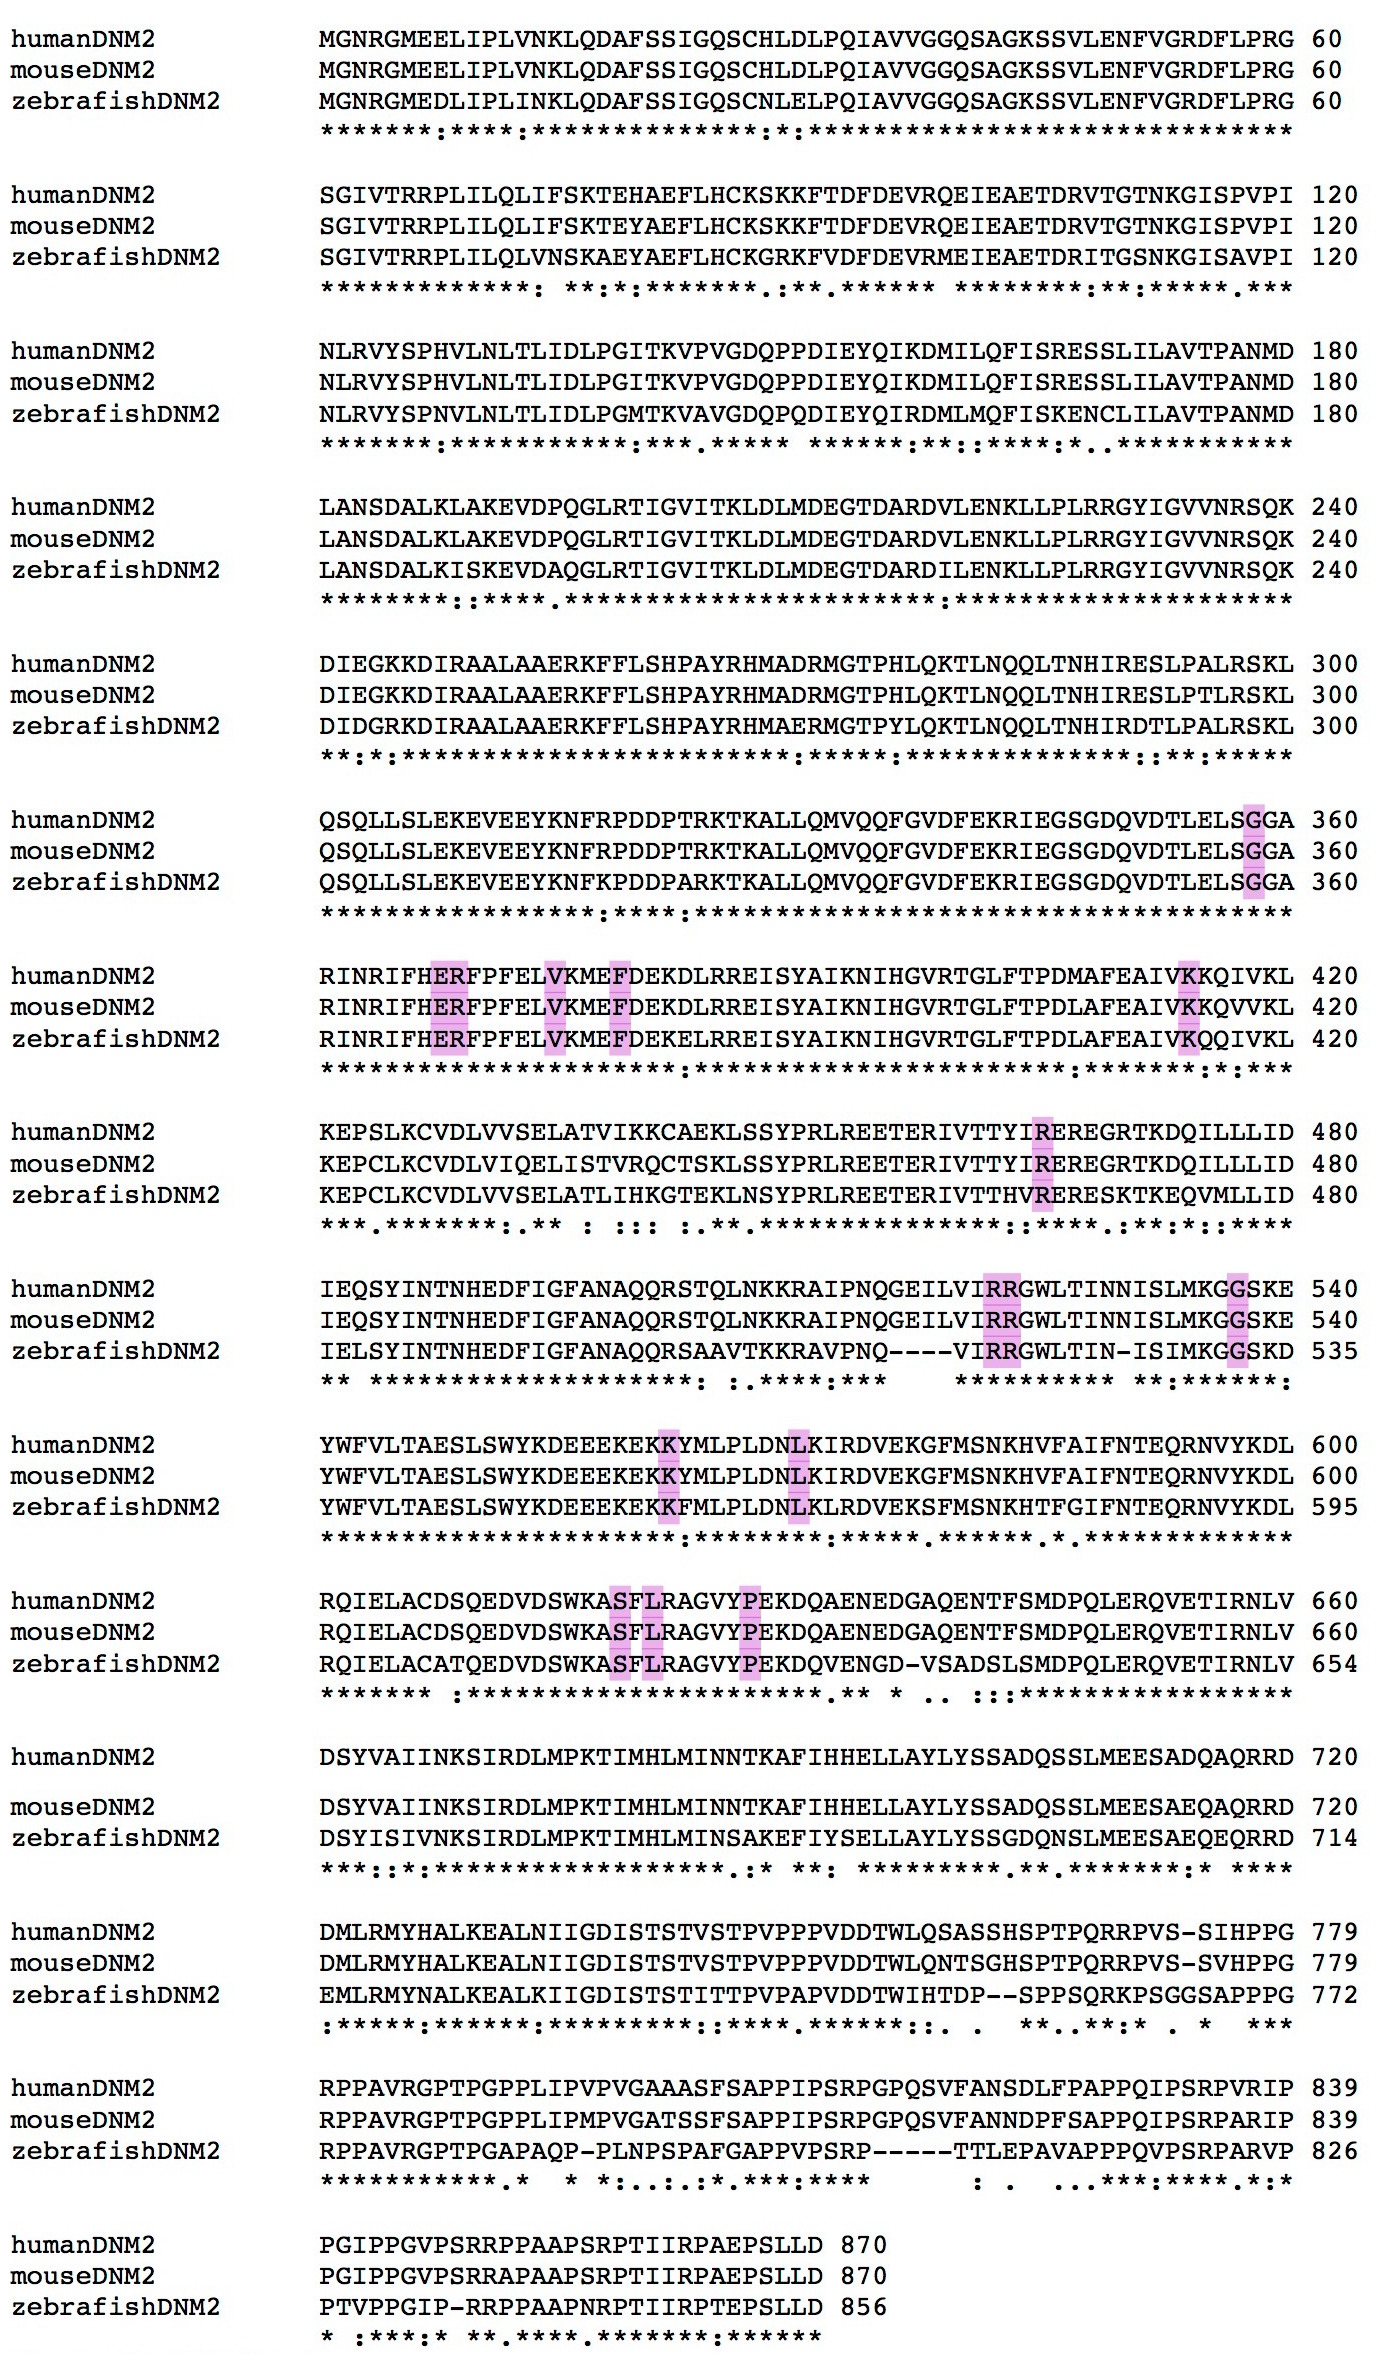 humanDNM2 MGNRGMEELIPLVNKLQDAFSSIGQSCHLDLPQIAVVGGQSAGKSSVLENFVGRDFLPRG 60
mouseDNM2 MGNRGMEELIPLVNKLQDAFSSIGQSCHLDLPQIAVVGGQSAGKSSVLENFVGRDFLPRG 60
zebrafishDNM2 MGNRGMEDLIPLINKLQDAFSSIGQSCNLELPQIAVVGGQSAGKSSVLENFVGRDFLPRG 60
*******:****:**************:*:******************************
humanDNM2 SGIVTRRPLILQLIFSKTEHAEFLHCKSKKFTDFDEVRQEIEAETDRVTGTNKGISPVPI 120
mouseDNM2 SGIVTRRPLILQLIFSKTEYAEFLHCKSKKFTDFDEVRQEIEAETDRVTGTNKGISPVPI 120
zebrafishDNM2 SGIVTRRPLILQLVNSKAEYAEFLHCKGRKFVDFDEVRMEIEAETDRITGSNKGISAVPI 120
*************: **:*:*******.:**.****** ********:**:*****.***
humanDNM2 NLRVYSPHVLNLTLIDLPGITKVPVGDQPPDIEYQIKDMILQFISRESSLILAVTPANMD 180
mouseDNM2 NLRVYSPHVLNLTLIDLPGITKVPVGDQPPDIEYQIKDMILQFISRESSLILAVTPANMD 180
zebrafishDNM2 NLRVYSPNVLNLTLIDLPGMTKVAVGDQPQDIEYQIRDMLMQFISKENCLILAVTPANMD 180
*******:***********:***.***** ******:**::****:*..***********
humanDNM2 LANSDALKLAKEVDPQGLRTIGVITKLDLMDEGTDARDVLENKLLPLRRGYIGVVNRSQK 240
mouseDNM2 LANSDALKLAKEVDPQGLRTIGVITKLDLMDEGTDARDVLENKLLPLRRGYIGVVNRSQK 240
zebrafishDNM2 LANSDALKISKEVDAQGLRTIGVITKLDLMDEGTDARDILENKLLPLRRGYIGVVNRSQK 240
********::****.***********************:*********************
humanDNM2 DIEGKKDIRAALAAERKFFLSHPAYRHMADRMGTPHLQKTLNQQLTNHIRESLPALRSKL 300
mouseDNM2 DIEGKKDIRAALAAERKFFLSHPAYRHMADRMGTPHLQKTLNQQLTNHIRESLPTLRSKL 300
zebrafishDNM2 DIDGRKDIRAALAAERKFFLSHPAYRHMAERMGTPYLQKTLNQQLTNHIRDTLPALRSKL 300
**:*:************************:*****:**************::**:*****
humanDNM2 QSQLLSLEKEVEEYKNFRPDDPTRKTKALLQMVQQFGVDFEKRIEGSGDQVDTLELSGGA 360
mouseDNM2 QSQLLSLEKEVEEYKNFRPDDPTRKTKALLQMVQQFGVDFEKRIEGSGDQVDTLELSGGA 360
zebrafishDNM2 QSQLLSLEKEVEEYKNFKPDDPARKTKALLQMVQQFGVDFEKRIEGSGDQVDTLELSGGA 360
*****************:****:*************************************
humanDNM2 RINRIFHERFPFELVKMEFDEKDLRREISYAIKNIHGVRTGLFTPDMAFEAIVKKQIVKL 420
mouseDNM2 RINRIFHERFPFELVKMEFDEKDLRREISYAIKNIHGVRTGLFTPDLAFEAIVKKQVVKL 420
zebrafishDNM2 RINRIFHERFPFELVKMEFDEKELRREISYAIKNIHGVRTGLFTPDLAFEAIVKQQIVKL 420
**********************:***********************:*******:*:***
humanDNM2 KEPSLKCVDLVVSELATVIKKCAEKLSSYPRLREETERIVTTYIREREGRTKDQILLLID 480
mouseDNM2 KEPCLKCVDLVIQELISTVRQCTSKLSSYPRLREETERIVTTYIREREGRTKDQILLLID 480
zebrafishDNM2 KEPCLKCVDLVVSELATLIHKGTEKLNSYPRLREETERIVTTHVRERESKTKEQVMLLID 480
***.*******:.** : ::: :.**.***************::****.:**:*::****
humanDNM2 IEQSYINTNHEDFIGFANAQQRSTQLNKKRAIPNQGEILVIRRGWLTINNISLMKGGSKE 540
mouseDNM2 IEQSYINTNHEDFIGFANAQQRSTQLNKKRAIPNQGEILVIRRGWLTINNISLMKGGSKE 540
zebrafishDNM2 IELSYINTNHEDFIGFANAQQRSAAVTKKRAVPNQ----VIRRGWLTIN-ISIMKGGSKD 535
** ********************: :.****:*** ********** **:******:
humanDNM2 YWFVLTAESLSWYKDEEEKEKKYMLPLDNLKIRDVEKGFMSNKHVFAIFNTEQRNVYKDL 600
mouseDNM2 YWFVLTAESLSWYKDEEEKEKKYMLPLDNLKIRDVEKGFMSNKHVFAIFNTEQRNVYKDL 600
zebrafishDNM2 YWFVLTAESLSWYKDEEEKEKKFMLPLDNLKLRDVEKSFMSNKHTFGIFNTEQRNVYKDL 595
**********************:********:*****.******.*.*************
humanDNM2 RQIELACDSQEDVDSWKASFLRAGVYPEKDQAENEDGAQENTFSMDPQLERQVETIRNLV 660
mouseDNM2 RQIELACDSQEDVDSWKASFLRAGVYPEKDQAENEDGAQENTFSMDPQLERQVETIRNLV 660
zebrafishDNM2 RQIELACATQEDVDSWKASFLRAGVYPEKDQVENGD-VSADSLSMDPQLERQVETIRNLV 654
******* :**********************.** * .. :::*****************
humanDNM2 DSYVAIINKSIRDLMPKTIMHLMINNTKAFIHHELLAYLYSSADQSSLMEESADQAQRRD 720
mouseDNM2 DSYVAIINKSIRDLMPKTIMHLMINNTKAFIHHELLAYLYSSADQSSLMEESAEQAQRRD 720
zebrafishDNM2 DSYISIVNKSIRDLMPKTIMHLMINSAKEFIYSELLAYLYSSGDQNSLMEESAEQEQRRD 714
***::*:******************.:* **: *********.**.*******:* ****
humanDNM2 DMLRMYHALKEALNIIGDISTSTVSTPVPPPVDDTWLQSASSHSPTPQRRPVS-SIHPPG 779
mouseDNM2 DMLRMYHALKEALNIIGDISTSTVSTPVPPPVDDTWLQNTSGHSPTPQRRPVS-SVHPPG 779
zebrafishDNM2 EMLRMYNALKEALKIIGDISTSTITTPVPAPVDDTWIHTDP--SPPSQRKPSGGSAPPPG 772
:*****:******:*********::****.******::. . **..**:* . * ***
humanDNM2 RPPAVRGPTPGPPLIPVPVGAAASFSAPPIPSRPGPQSVFANSDLFPAPPQIPSRPVRIP 839
mouseDNM2 RPPAVRGPTPGPPLIPMPVGATSSFSAPPIPSRPGPQSVFANNDPFSAPPQIPSRPARIP 839
zebrafishDNM2 RPPAVRGPTPGAPAQP-PLNPSPAFGAPPVPSRP-----TTLEPAVAPPPQVPSRPARVP 826
***********.* * *:..:.:*.***:**** : . ...***:****.*:*
humanDNM2 PGIPPGVPSRRPPAAPSRPTIIRPAEPSLLD 870
mouseDNM2 PGIPPGVPSRRAPAAPSRPTIIRPAEPSLLD 870
zebrafishDNM2 PTVPPGIP-RRPPAAPNRPTIIRPTEPSLLD 856
* :***:* **.****.*******:******